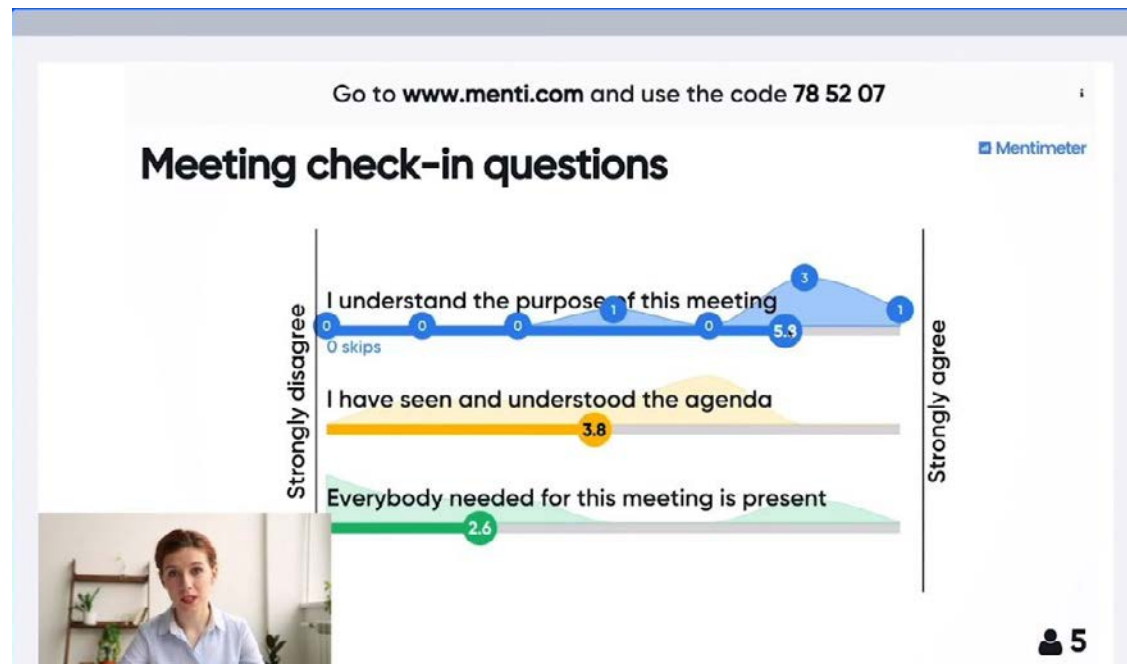 Go to www.menti.com and use the code 78 52 07
Mentimeter
Meeting check-in questions
Strongly disagree
Strongly agree
I understand the purpose of this meeting
0 0 0 1 0 3 1
5.8
0 skips
I have seen and understood the agenda
3.8
Everybody needed for this meeting is present
2.6
5